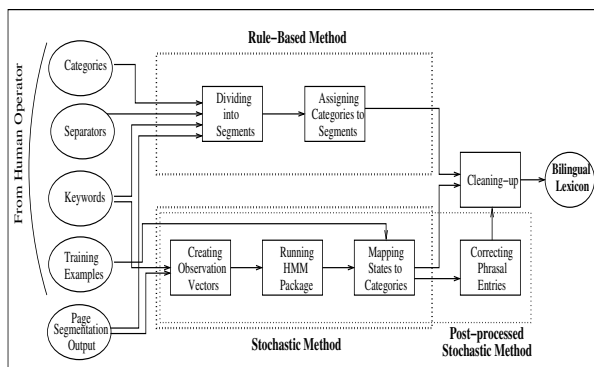 Rule-Based Method
From Human Operator
Categories
Separators
Keywords
Training
Examples
Page
Segmentation
Output
Dividing
into
Segments
Assigning
Categories to
Segments
Cleaning-up
Bilingual
Lexicon
Creating
Observation
Vectors
Running
HMM
Package
Mapping
States to
Categories
Correcting
Phrasal
Entries
Stochastic Method
Post-processed
Stochastic Method